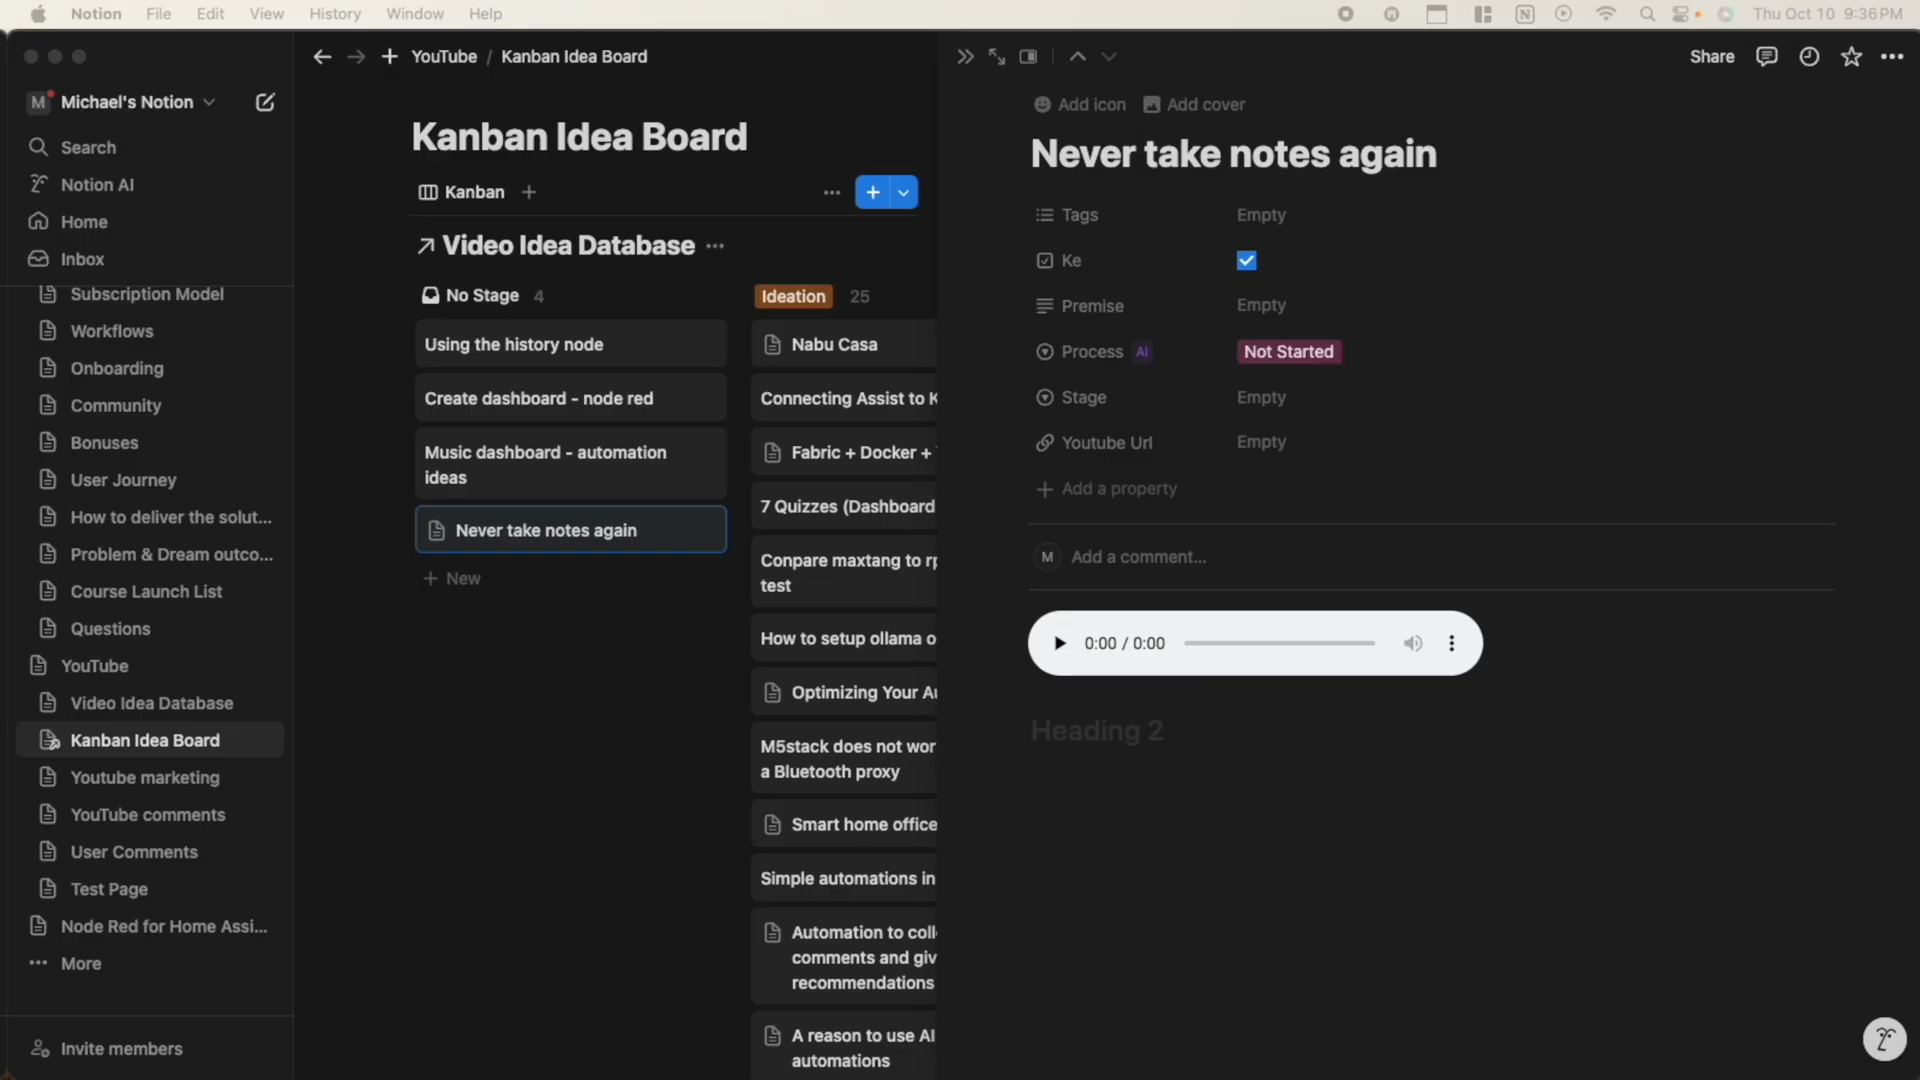 Notion File Edit View History Window Help
Thu Oct 10 9:36 PM
M Michael's Notion
Search
Notion AI
Home
Inbox
Subscription Model
Workflows
Onboarding
Community
Bonuses
User Journey
How to deliver the solut...
Problem & Dream outco...
Course Launch List
Questions
YouTube
Video Idea Database
Kanban Idea Board
Youtube marketing
YouTube comments
User Comments
Test Page
Node Red for Home Assi...
More
Invite members
YouTube / Kanban Idea Board
Kanban Idea Board
Kanban
Video Idea Database
No Stage 4
Using the history node
Create dashboard - node red
Music dashboard - automation
ideas
Never take notes again
New
Ideation 25
Nabu Casa
Connecting Assist to
Fabric + Docker +
7 Quizzes (Dashboard
Conpare maxtang to
test
How to setup ollama
Optimizing Your
M5stack does not
a Bluetooth proxy
Smart home office
Simple automations in
Automation to
comments and
recommendations
A reason to use AI
automations
Share
Add icon Add cover
Never take notes again
Tags Empty
Ke
Premise Empty
Process AI Not Started
Stage Empty
Youtube Url Empty
Add a property
M Add a comment...
0:00 / 0:00
Heading 2